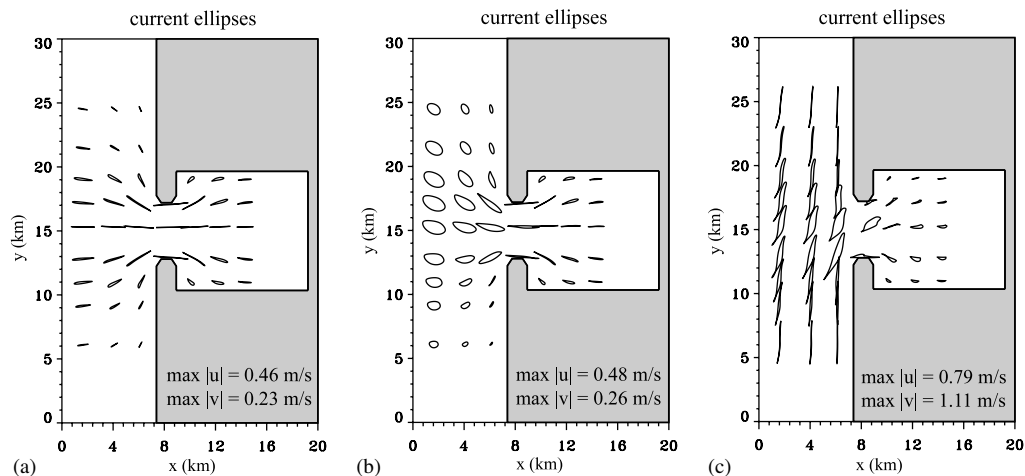 current ellipses
30
25
20
15
10
5
0
y (km)
max |u| = 0.46 m/s
max |v| = 0.23 m/s
0 4 8 12 16 20
x (km)
(a)
current ellipses
30
25
20
15
10
5
0
y (km)
max |u| = 0.48 m/s
max |v| = 0.26 m/s
0 4 8 12 16 20
x (km)
(b)
current ellipses
30
25
20
15
10
5
0
y (km)
max |u| = 0.79 m/s
max |v| = 1.11 m/s
0 4 8 12 16 20
x (km)
(c)